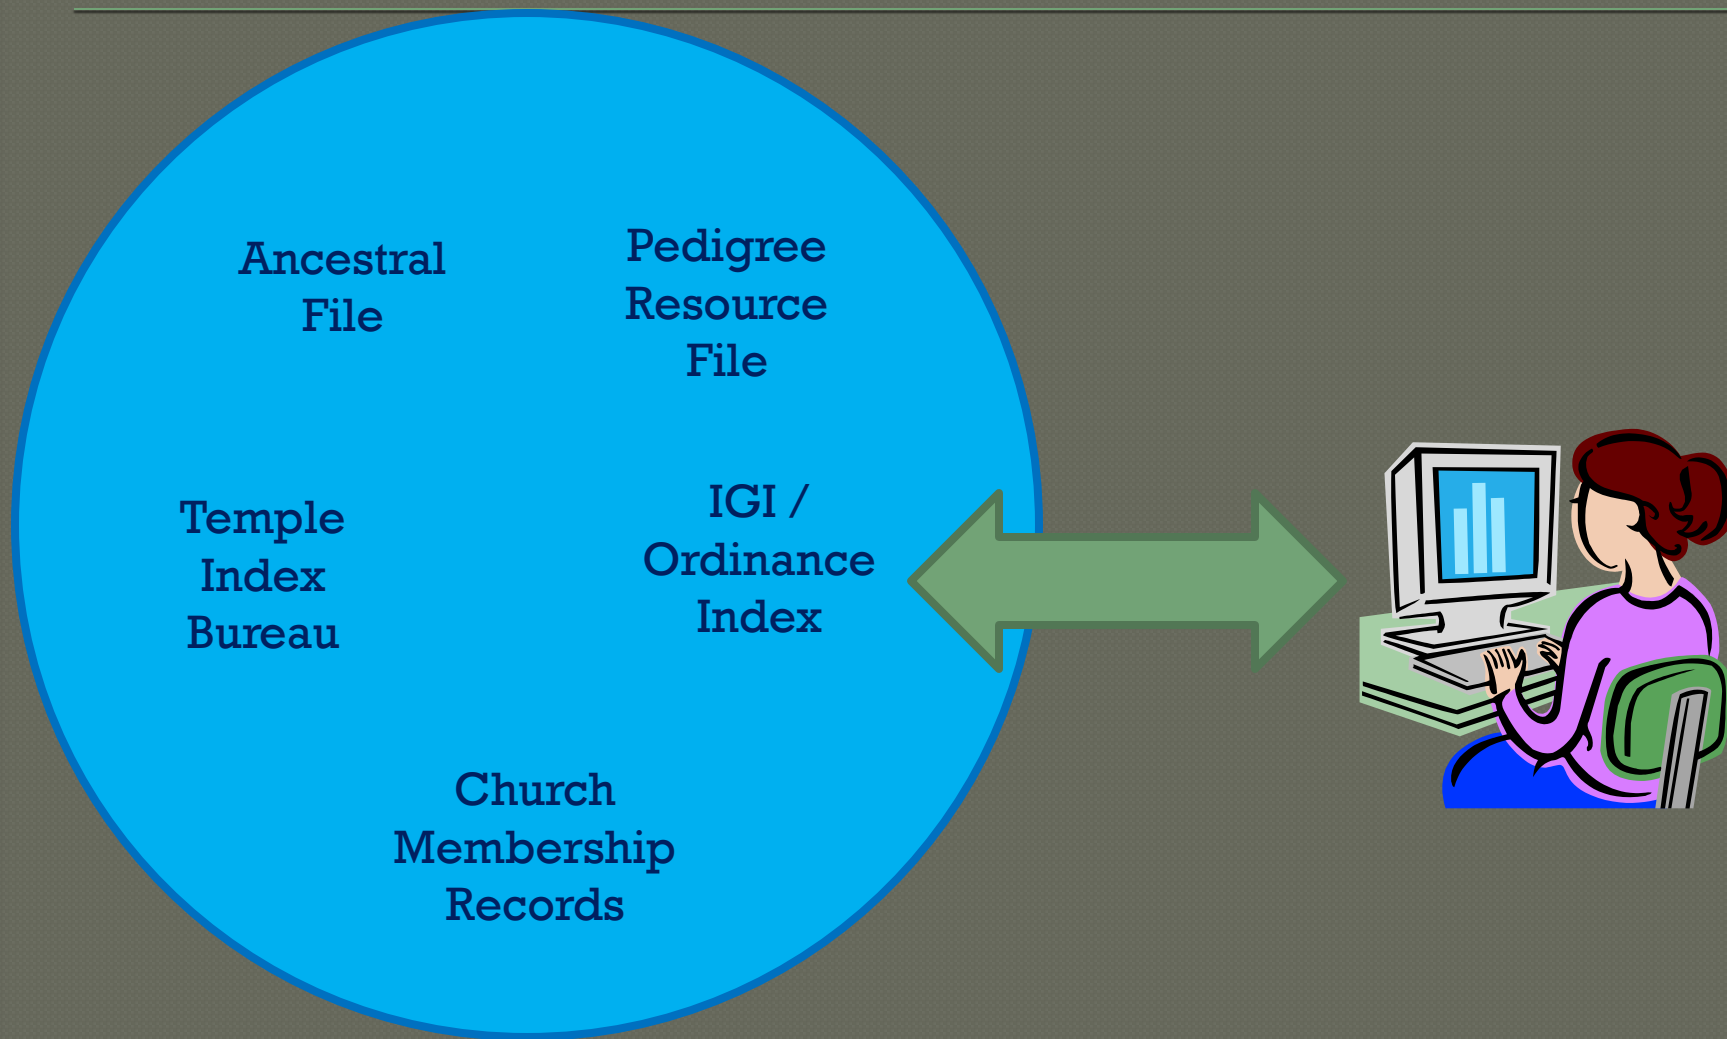 Ancestral
File
Pedigree
Resource
File
Temple
Index
Bureau
IGI /
Ordinance
Index
Church
Membership
Records